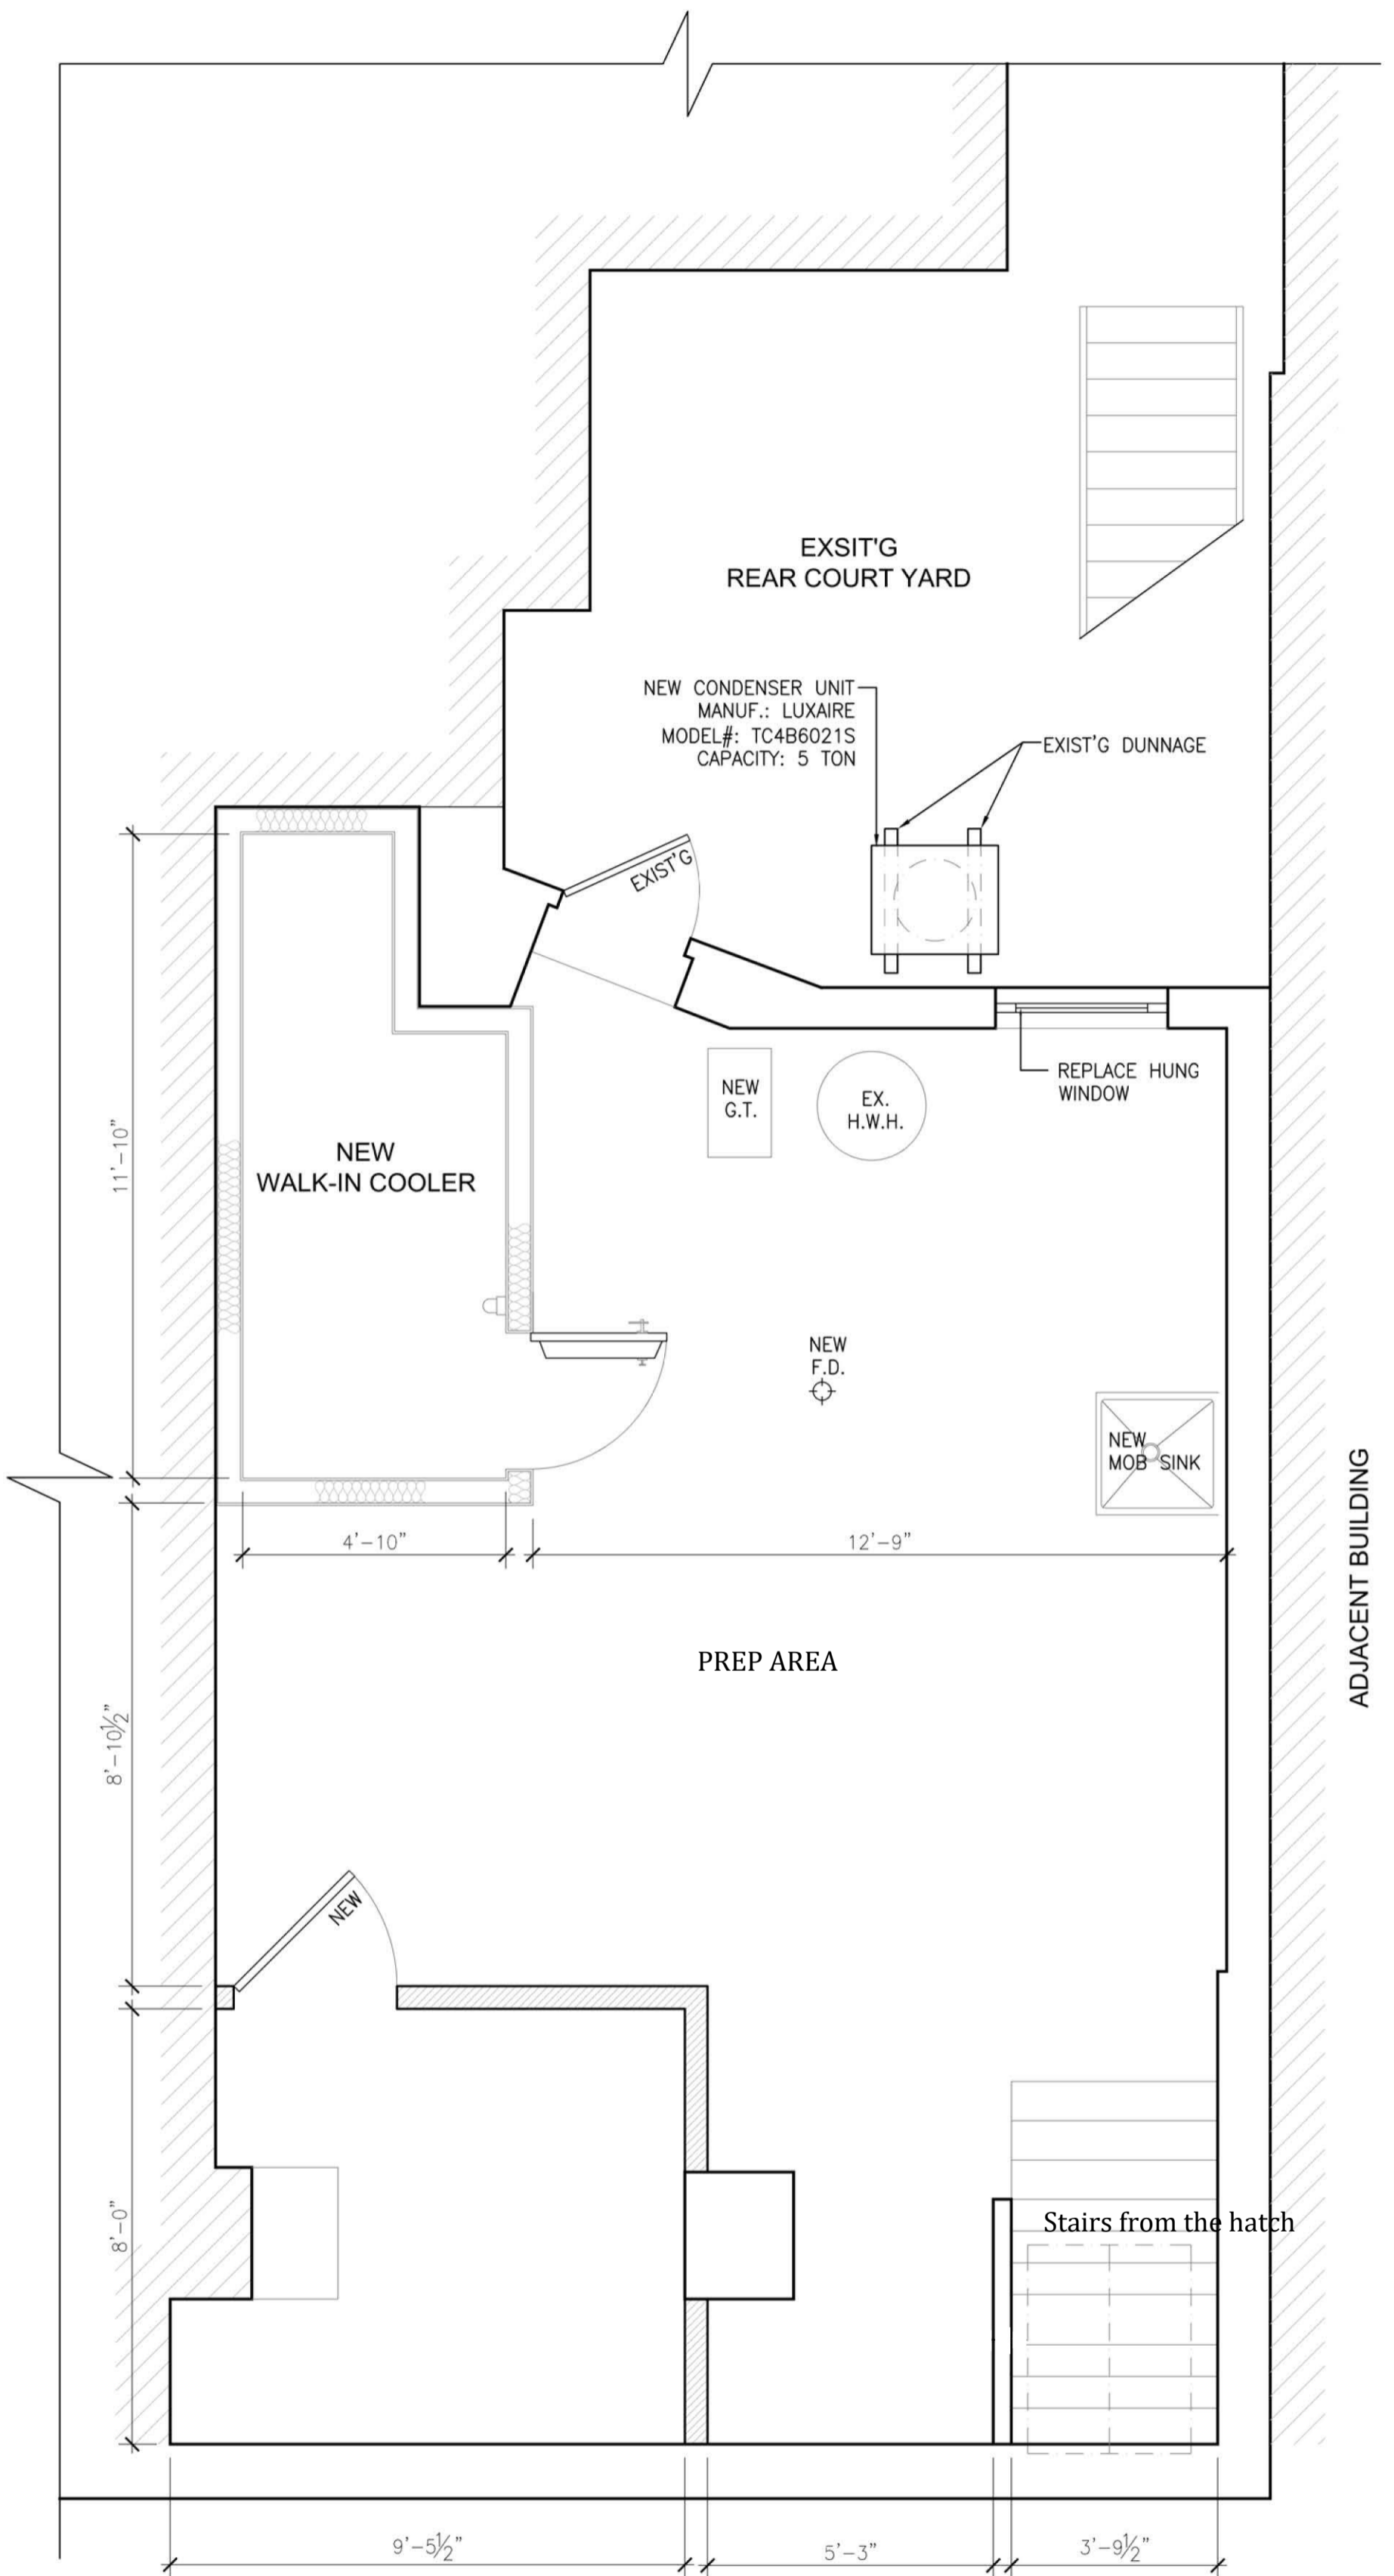 EXSIT'G
REAR COURT YARD
NEW CONDENSER UNIT
MANUF.: LUXAIRE
MODEL#: TC4B6021S
CAPACITY: 5 TON
EXIST'G DUNNAGE
EXIST'G
REPLACE HUNG
WINDOW
NEW
G.T.
EX.
H.W.H.
11'-10"
NEW
WALK-IN COOLER
NEW
F.D.
NEW
MOB SINK
4'-10"
12'-9"
ADJACENT BUILDING
PREP AREA
8'-10½"
NEW
8'-0"
Stairs from the hatch
9'-5½"
5'-3"
3'-9½"